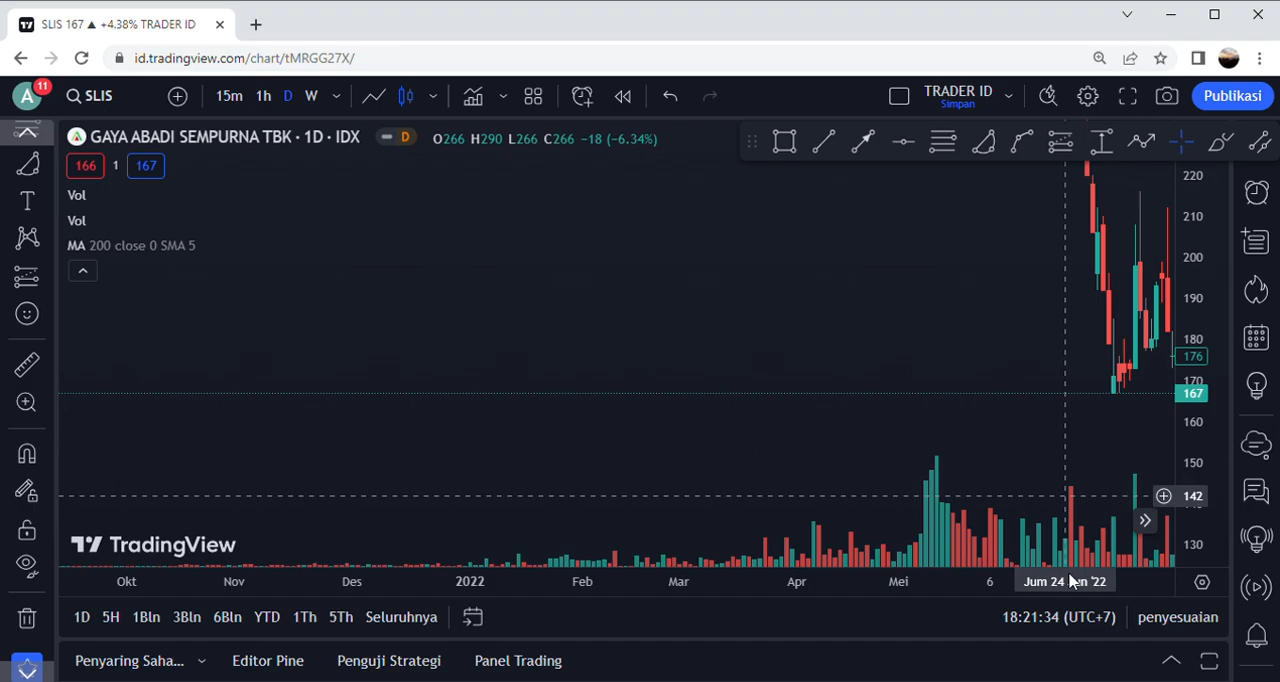 SLIS 167 ▲ +4.38% TRADER ID
id.tradingview.com/chart/tMRGG27X/
A 11 SLIS 15m 1h D W TRADER ID Simpan Publikasi
GAYA ABADI SEMPURNA TBK · 1D · IDX D O266 H290 L266 C266 −18 (−6.34%)
166 1 167
Vol
Vol
MA 200 close 0 SMA 5
220
210
200
190
180
176
170
167
160
150
142
130
TradingView
Okt Nov Des 2022 Feb Mar Apr Mei 6 Jum 24 '22
1D 5H 1Bln 3Bln 6Bln YTD 1Th 5Th Seluruhnya 18:21:34 (UTC+7) penyesuaian
Penyaring Saha... Editor Pine Penguji Strategi Panel Trading